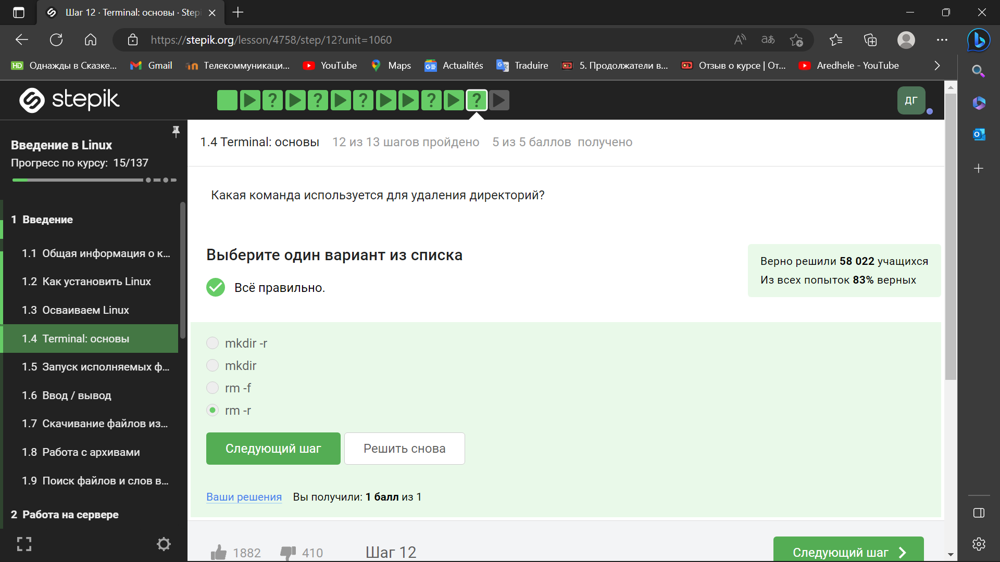 Шаг 12 · Terminal: основы · Step
https://stepik.org/lesson/4758/step/12?unit=1060
Однажды в Сказке...
Gmail
Телекоммуникаци...
YouTube
Maps
Actualités
Traduire
5. Продолжатели в...
Отзыв о курсе | От...
Aredhele - YouTube
stepik
ДГ
Введение в Linux
Прогресс по курсу: 15/137
1 Введение
1.1 Общая информация о к...
1.2 Как установить Linux
1.3 Осваиваем Linux
1.4 Terminal: основы
1.5 Запуск исполняемых ф...
1.6 Ввод / вывод
1.7 Скачивание файлов из...
1.8 Работа с архивами
1.9 Поиск файлов и слов в...
2 Работа на сервере
1.4 Terminal: основы 12 из 13 шагов пройдено 5 из 5 баллов получено
Какая команда используется для удаления директорий?
Выберите один вариант из списка
Всё правильно.
Верно решили 58 022 учащихся
Из всех попыток 83% верных
mkdir -r
mkdir
rm -f
rm -r
Следующий шаг
Решить снова
Ваши решения Вы получили: 1 балл из 1
1882
410
Шаг 12
Следующий шаг